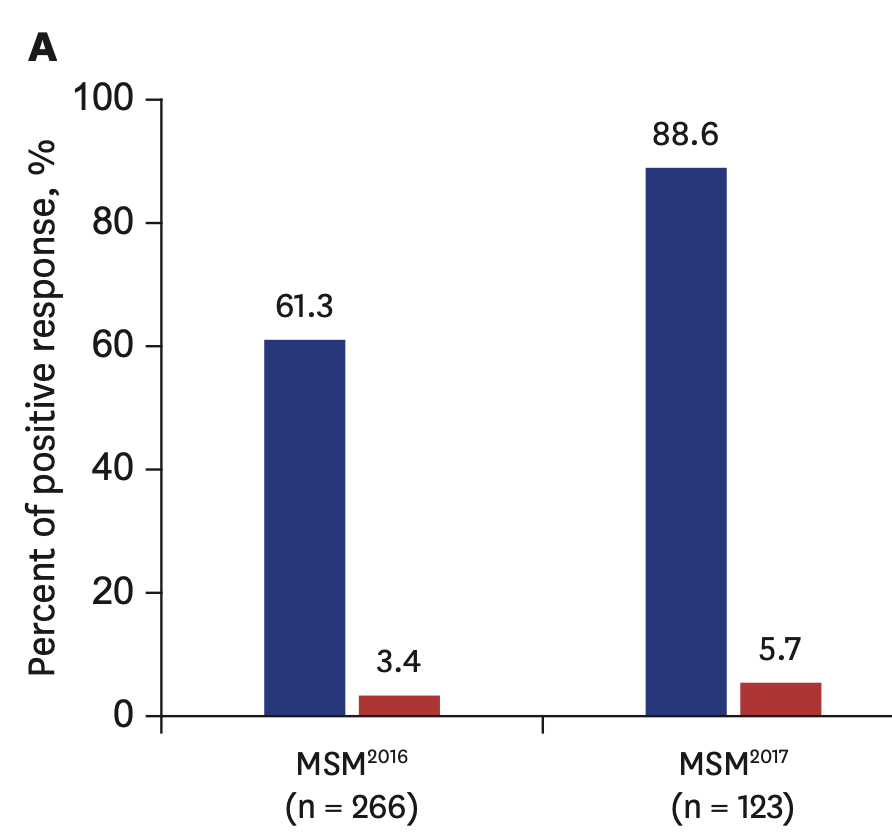 A
Percent of positive response, %
100
80
60
40
20
0
61.3
3.4
88.6
5.7
MSM²⁰¹⁶
(n = 266)
MSM²⁰¹⁷
(n = 123)